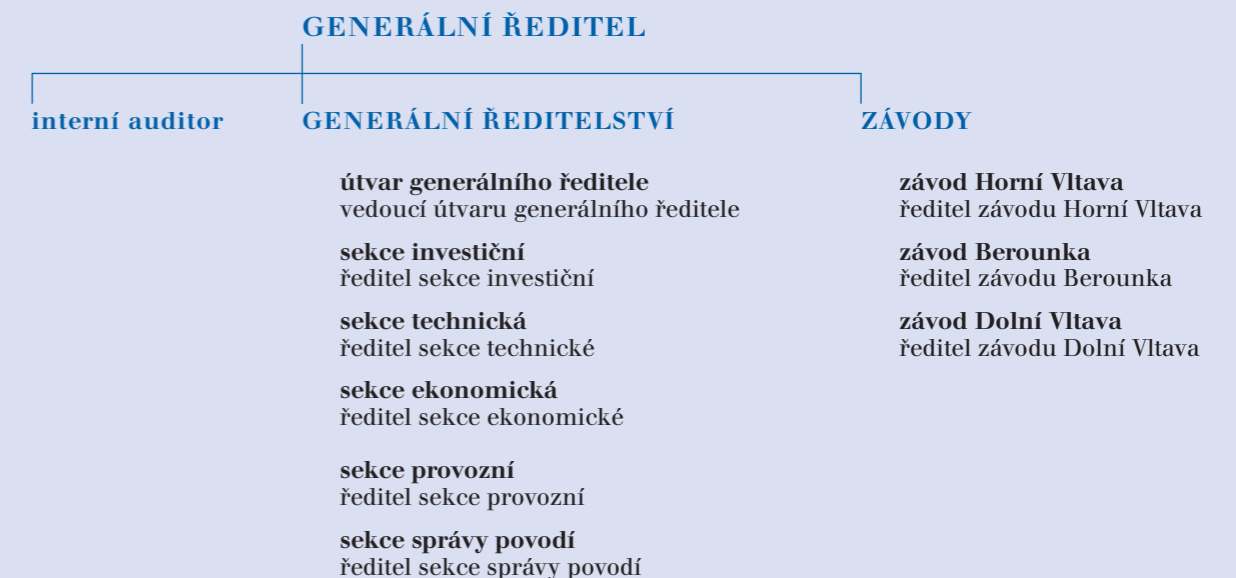 GENERÁLNÍ ŘEDITEL
interní auditor
GENERÁLNÍ ŘEDITELSTVÍ
útvar generálního ředitele
vedoucí útvaru generálního ředitele
sekce investiční
ředitel sekce investiční
sekce technická
ředitel sekce technické
sekce ekonomická
ředitel sekce ekonomické
sekce provozní
ředitel sekce provozní
sekce správy povodí
ředitel sekce správy povodí
ZÁVODY
závod Horní Vltava
ředitel závodu Horní Vltava
závod Berounka
ředitel závodu Berounka
závod Dolní Vltava
ředitel závodu Dolní Vltava